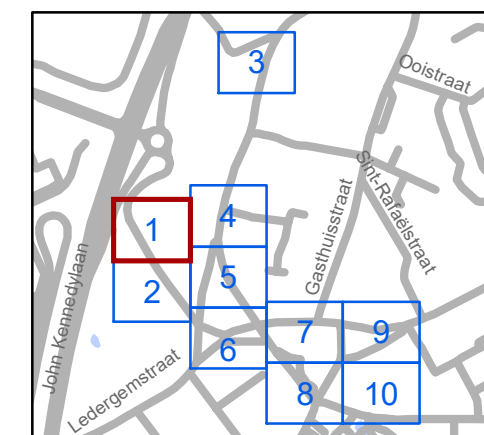 3
Ooistraat
Sint-Rafaëlstraat
Gasthuisstraat
1
4
John Kennedylaan
2
5
7
9
6
Ledergemstraat
8
10